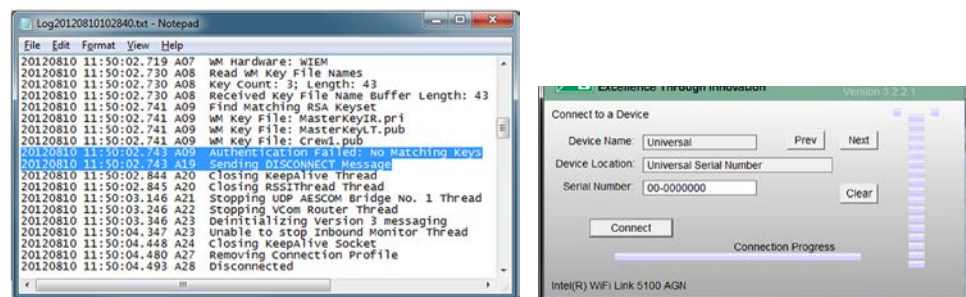 Log20120810102840.txt - Notepad
File Edit Format View Help
20120810 11:50:02.719 A07 WM Hardware: WIEM
20120810 11:50:02.730 A08 Read WM Key File Names
20120810 11:50:02.730 A08 Key Count: 3; Length: 43
20120810 11:50:02.730 A08 Received Key File Name Buffer Length: 43
20120810 11:50:02.741 A09 Find Matching RSA Keyset
20120810 11:50:02.741 A09 WM Key File: MasterKeyIR.pri
20120810 11:50:02.741 A09 WM Key File: MasterKeyLT.pub
20120810 11:50:02.741 A09 WM Key File: Crew1.pub
20120810 11:50:02.743 A09 Authentication Failed: No Matching Keys
20120810 11:50:02.743 A19 Sending DISCONNECT Message
20120810 11:50:02.844 A20 Closing KeepAlive Thread
20120810 11:50:02.845 A20 Closing RSSIThread Thread
20120810 11:50:03.146 A21 Stopping UDP AESCOM Bridge No. 1 Thread
20120810 11:50:03.246 A22 Stopping VCom Router Thread
20120810 11:50:03.346 A23 Deinitializing Version 3 messaging
20120810 11:50:04.347 A23 Unable to stop Inbound Monitor Thread
20120810 11:50:04.448 A24 Closing KeepAlive Socket
20120810 11:50:04.480 A27 Removing Connection Profile
20120810 11:50:04.493 A28 Disconnected
Excellence Through Innovation
Version 3.2.2.1
Connect to a Device
Device Name: Universal Prev Next
Device Location: Universal Serial Number
Serial Number: 00-0000000 Clear
Connect
Connection Progress
Intel(R) WiFi Link 5100 AGN